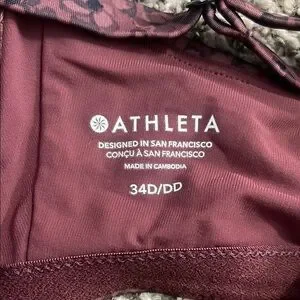 ATHLETA
DESIGNED IN SAN FRANCISCO
CONÇU À SAN FRANCISCO
MADE IN CAMBODIA
34D/DD